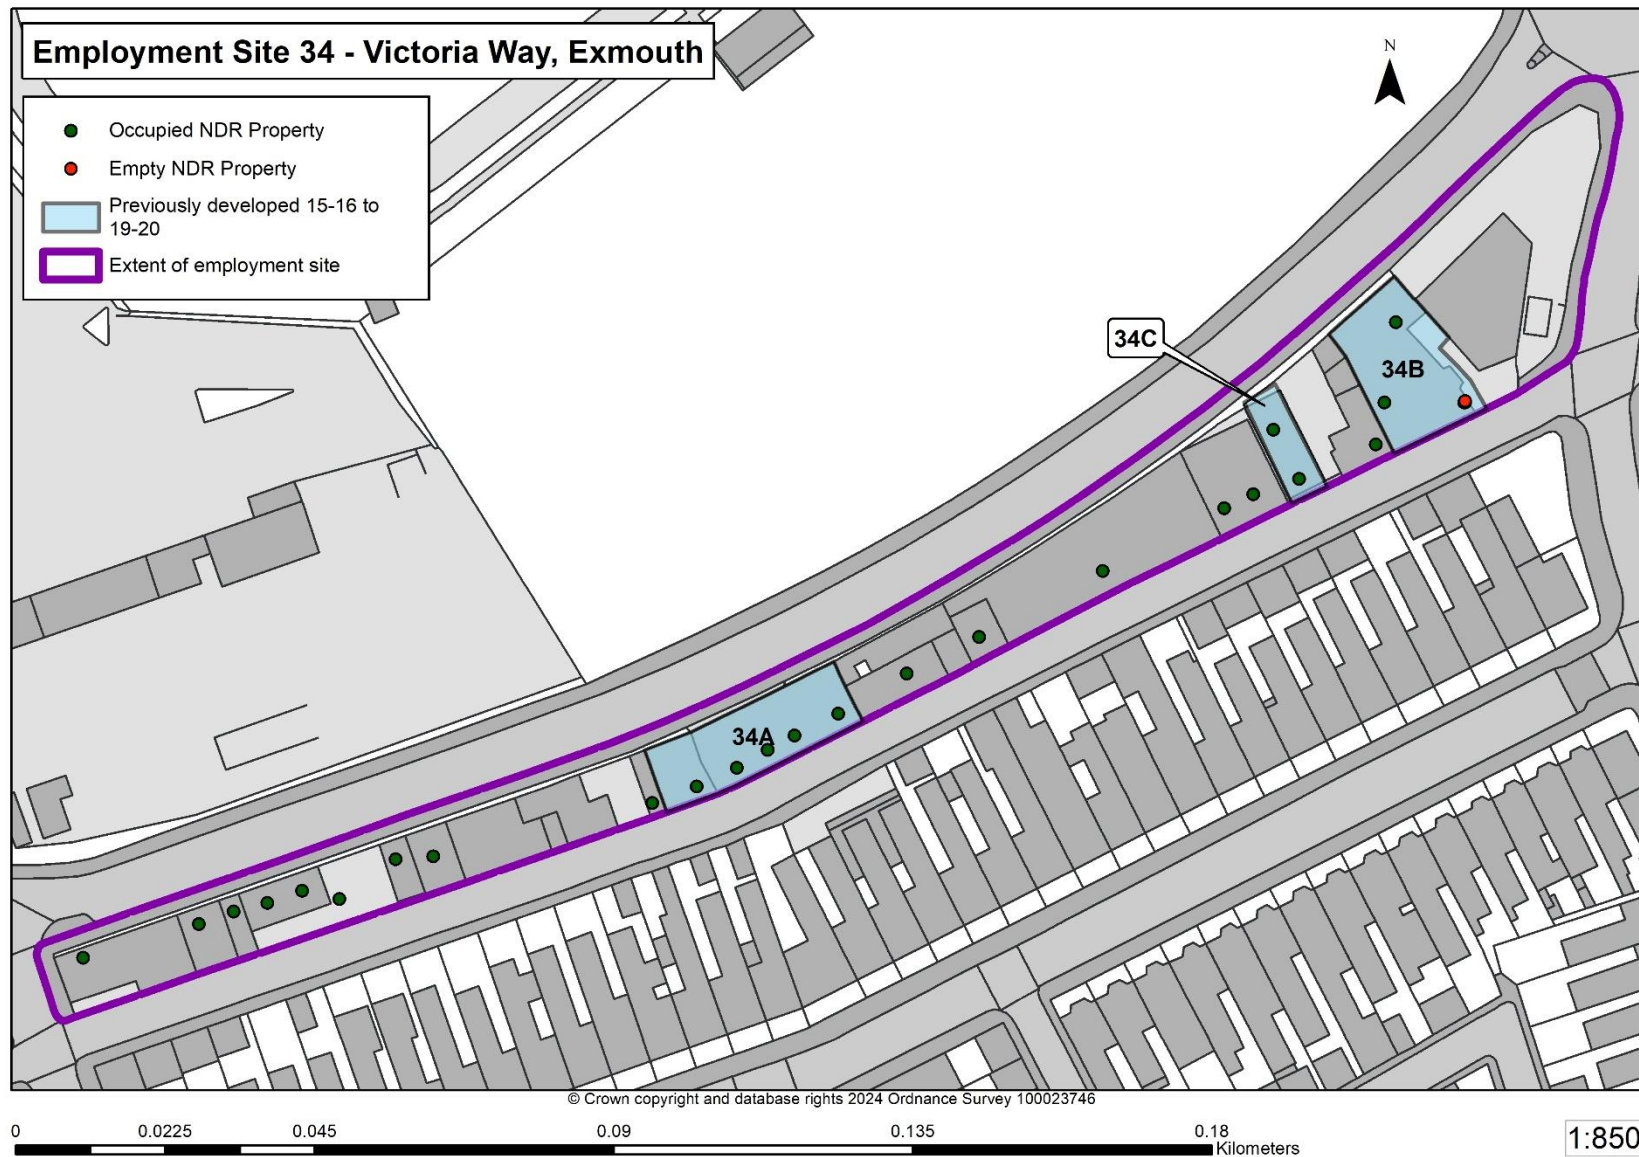 Employment Site 34 - Victoria Way, Exmouth
N
Occupied NDR Property
Empty NDR Property
Previously developed 15-16 to
19-20
Extent of employment site
34C
34B
34A
© Crown copyright and database rights 2024 Ordnance Survey 100023746
0 0.0225 0.045 0.09 0.135 0.18
Kilometers
1:850